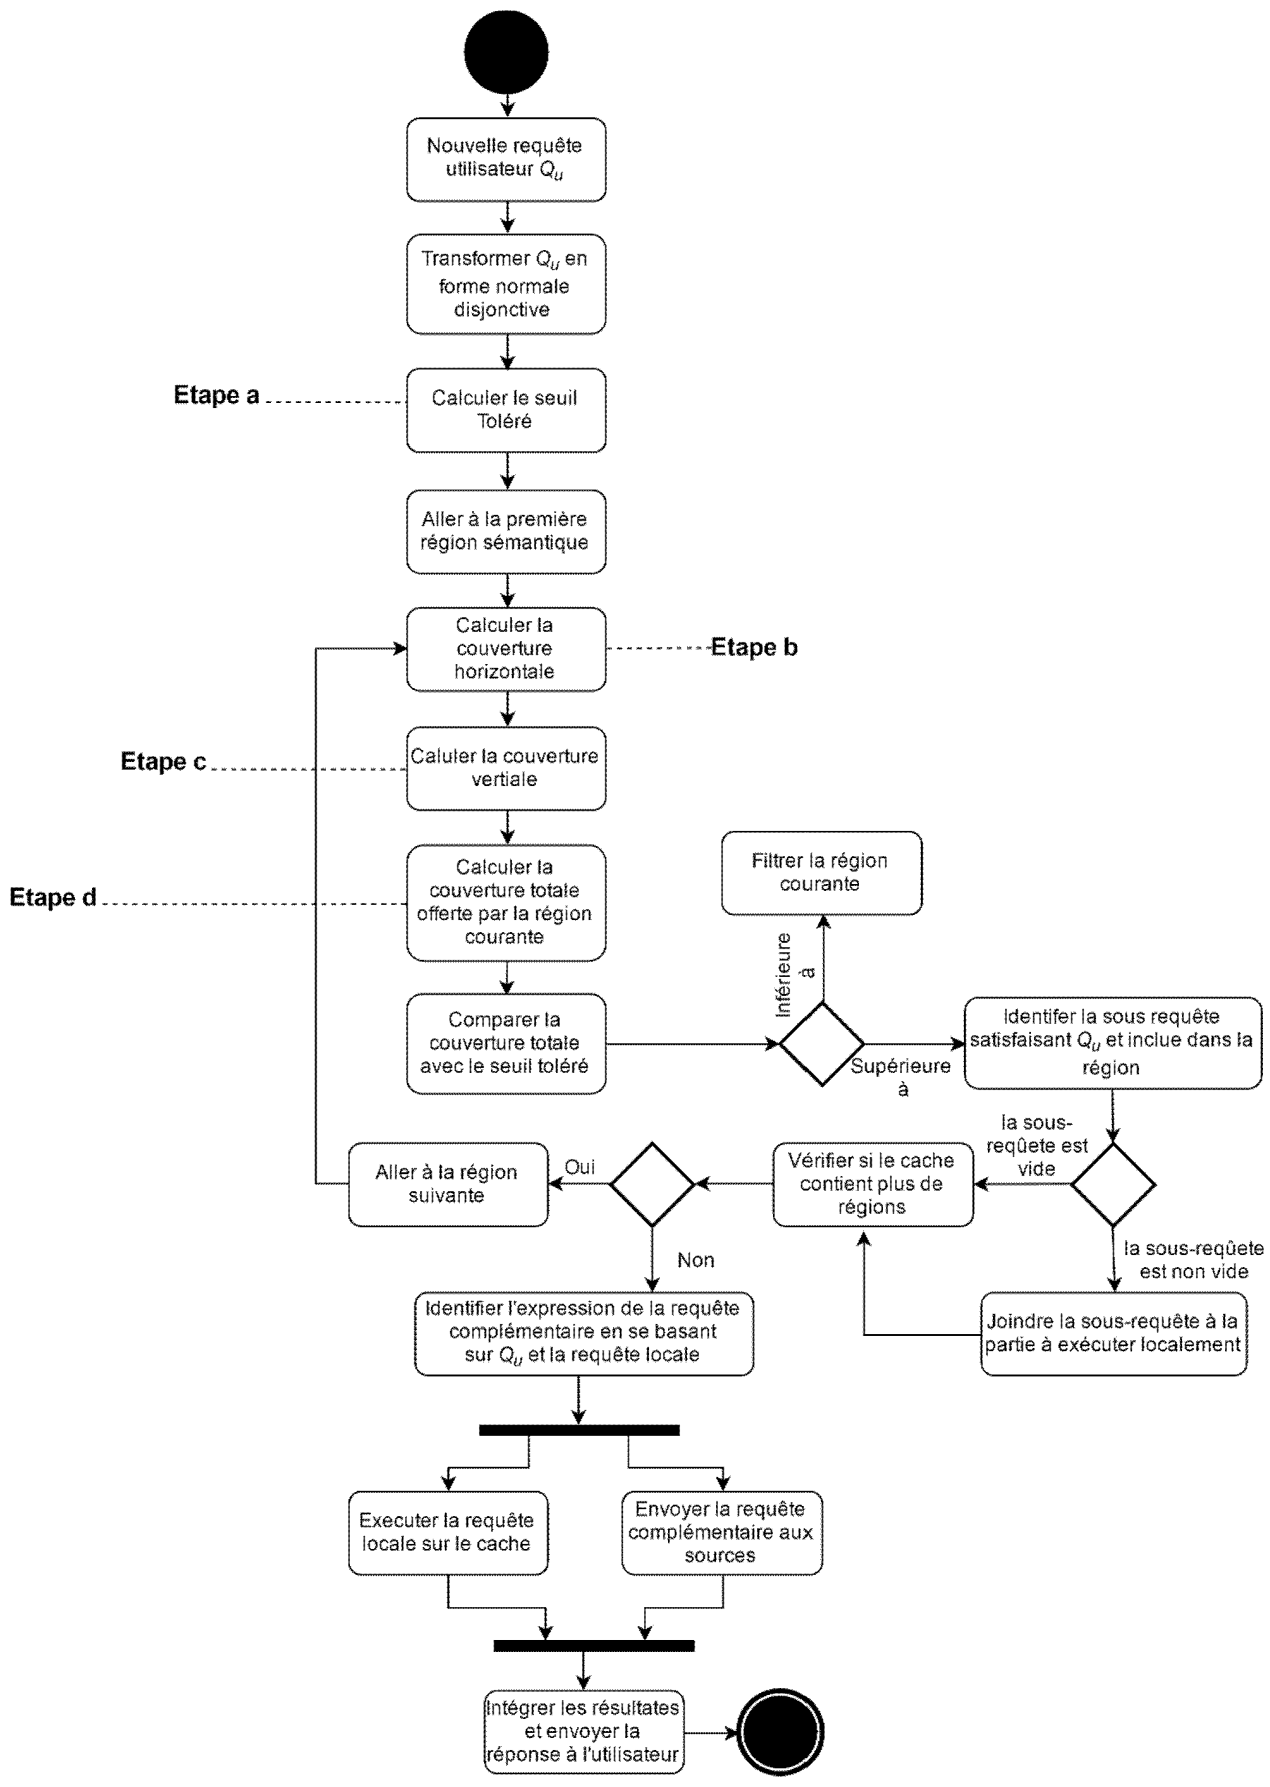 Nouvelle requête
utilisateur Qu
Transformer Qu en
forme normale
disjonctive
Etape a
Calculer le seuil
Toléré
Aller à la première
région sémantique
Calculer la
couverture
horizontale
Etape b
Etape c
Caluler la couverture
vertiale
Etape d
Calculer la
couverture totale
offerte par la région
courante
Filtrer la région
courante
Inférieure
à
Comparer la
couverture totale
avec le seuil toléré
Supérieure
à
Identifer la sous requête
satisfaisant Qu et inclue dans la
région
la sous-
reqûete est
vide
Vérifier si le cache
contient plus de
régions
Oui
Aller à la région
suivante
Non
la sous-reqûete
est non vide
Joindre la sous-requête à la
partie à exécuter localement
Identifier l'expression de la requête
complémentaire en se basant
sur Qu et la requête locale
Executer la requête
locale sur le cache
Envoyer la requête
complémentaire aux
sources
Intégrer les résultates
et envoyer la
réponse à l'utilisateur